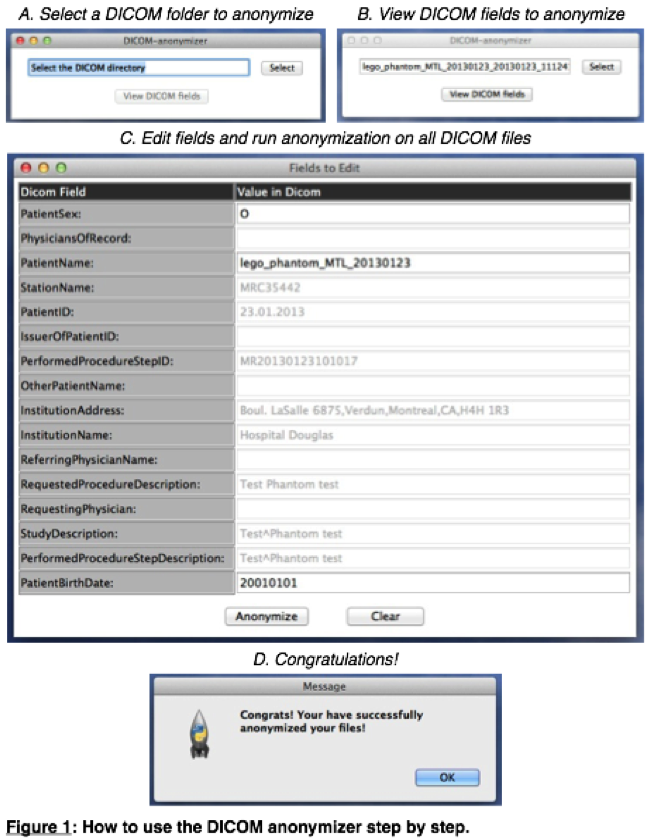 A. Select a DICOM folder to anonymize
B. View DICOM fields to anonymize
DICOM-anonymizer
Select the DICOM directory
Select
View DICOM fields
DICOM-anonymizer
lego_phantom_MTL_20130123_20130123_11124
Select
View DICOM fields
C. Edit fields and run anonymization on all DICOM files
Fields to Edit
Dicom Field Value in Dicom
PatientSex: O
PhysiciansOfRecord:
PatientName: lego_phantom_MTL_20130123
StationName: MRC35442
PatientID: 23.01.2013
IssuerOfPatientID:
PerformedProcedureStepID: MR20130123101017
OtherPatientName:
InstitutionAddress: Boul. LaSalle 6875,Verdun,Montreal,CA,H4H 1R3
InstitutionName: Hospital Douglas
ReferringPhysicianName:
RequestedProcedureDescription: Test Phantom test
RequestingPhysician:
StudyDescription: Test^Phantom test
PerformedProcedureStepDescription: Test^Phantom test
PatientBirthDate: 20010101
Anonymize Clear
D. Congratulations!
Message
Congrats! Your have successfully
anonymized your files!
OK
Figure 1: How to use the DICOM anonymizer step by step.